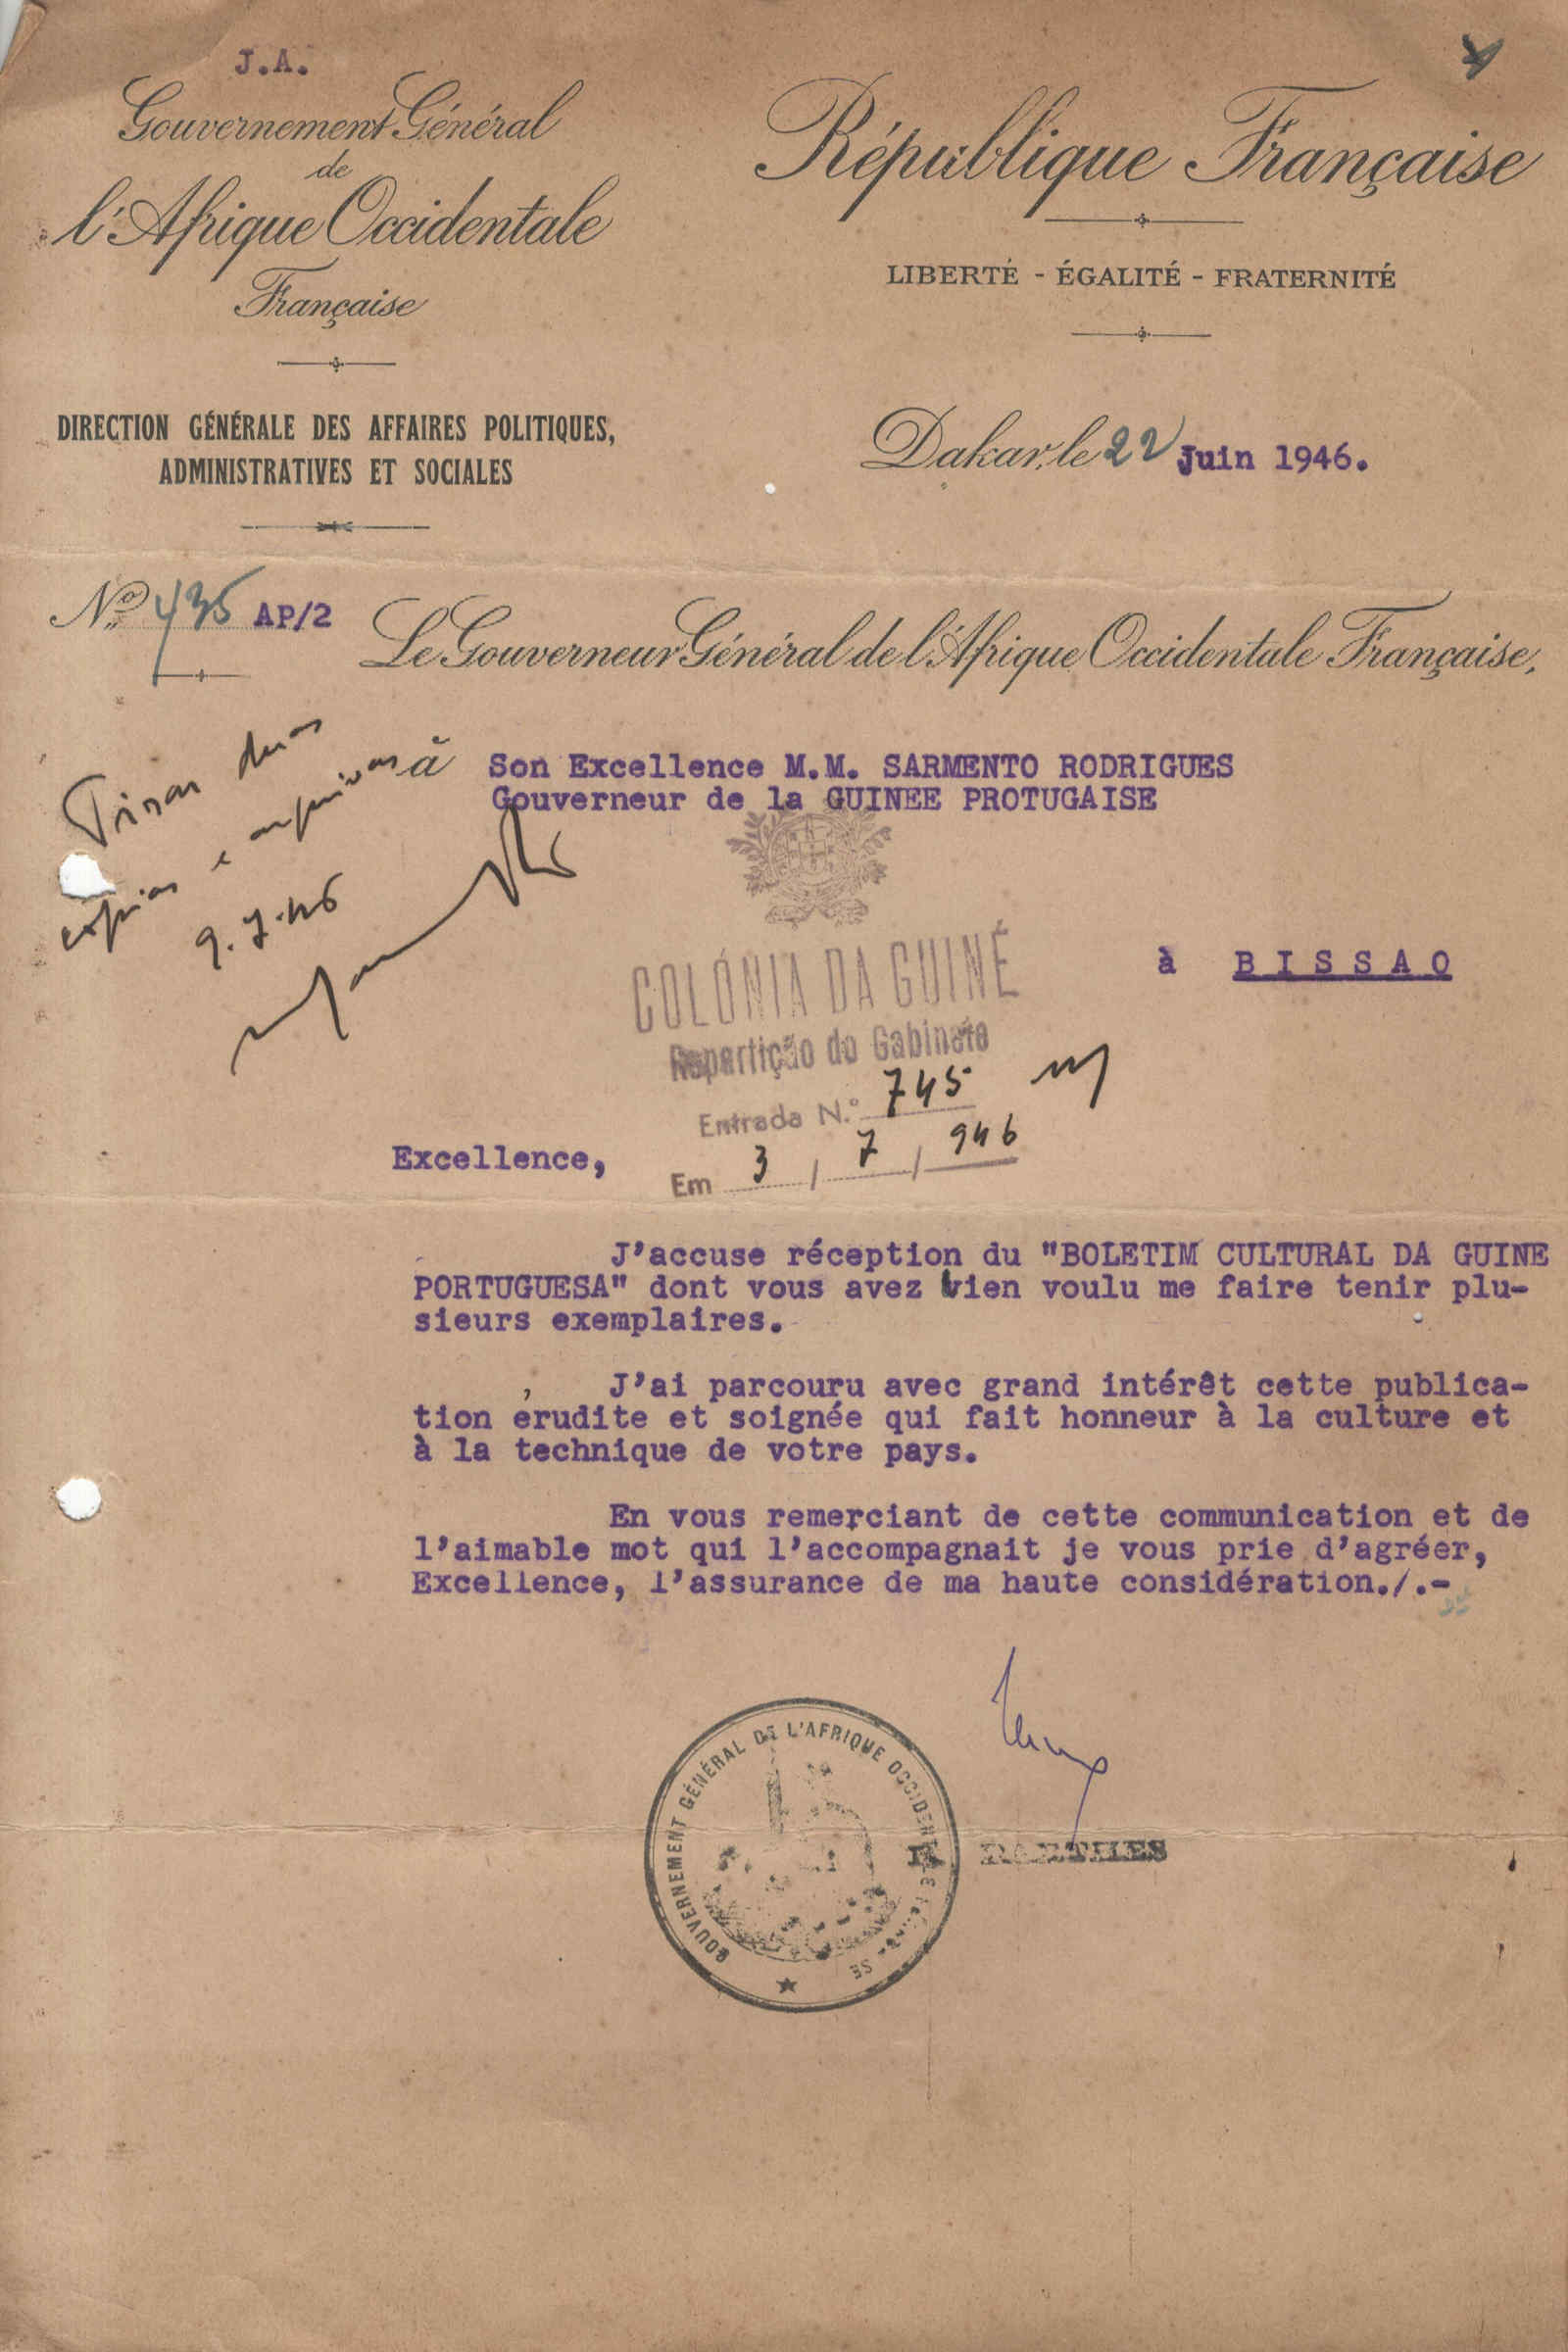 J.A.
Gouvernement Général
de
l'Afrique Occidentale
Française
DIRECTION GÉNÉRALE DES AFFAIRES POLITIQUES,
ADMINISTRATIVES ET SOCIALES
République Française
LIBERTÉ - ÉGALITÉ - FRATERNITÉ
Dakar, le 22 Juin 1946.
No 435 AP/2
Le Gouverneur Général de l'Afrique Occidentale Française,
à Son Excellence M.M. SARMENTO RODRIGUES
Gouverneur de la GUINEE PROTUGAISE
à BISSAO
Tirar duas
copias e arquivar
9.7.46
COLÓNIA DA GUINÉ
Repartição do Gabinete
Entrada N.º 745
Em 3 / 7 / 946
Excellence,
J'accuse réception du "BOLETIM CULTURAL DA GUINE
PORTUGUESA" dont vous avez bien voulu me faire tenir plu-
sieurs exemplaires.
J'ai parcouru avec grand intérêt cette publica-
tion erudite et soignée qui fait honneur à la culture et
à la technique de votre pays.
En vous remerciant de cette communication et de
l'aimable mot qui l'accompagnait je vous prie d'agréer,
Excellence, l'assurance de ma haute considération./.-
GOUVERNEMENT GÉNÉRAL DE L'AFRIQUE OCCIDENTALE